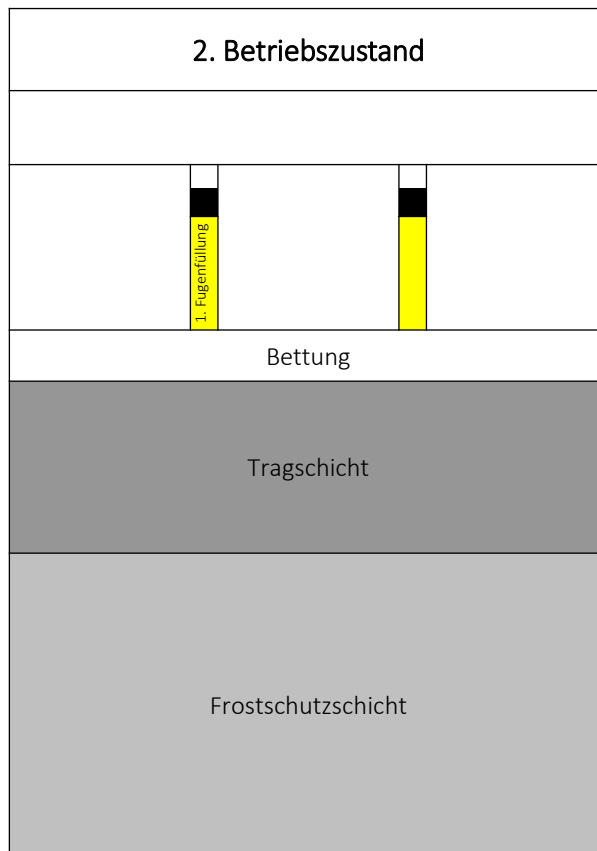 2. Betriebszustand
1. Fugenfüllung
Bettung
Tragschicht
Frostschutzschicht